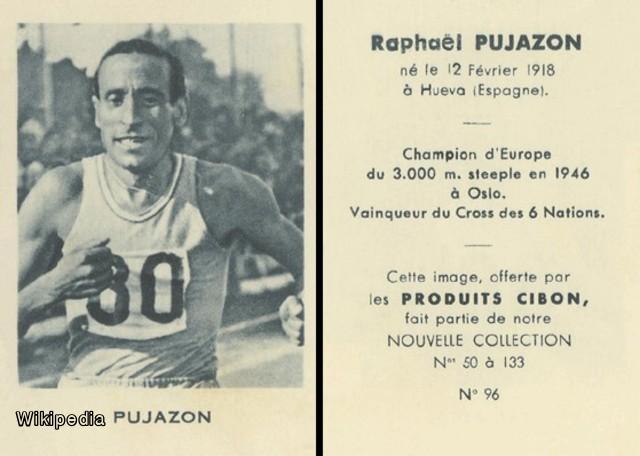 80
Wikipedia
PUJAZON
Raphaël PUJAZON
né le 12 Février 1918
à Hueva (Espagne).
Champion d'Europe
du 3.000 m. steeple en 1946
à Oslo.
Vainqueur du Cross des 6 Nations.
Cette image, offerte par
les PRODUITS CIBON,
fait partie de notre
NOUVELLE COLLECTION
Nos 50 à 133
N° 96